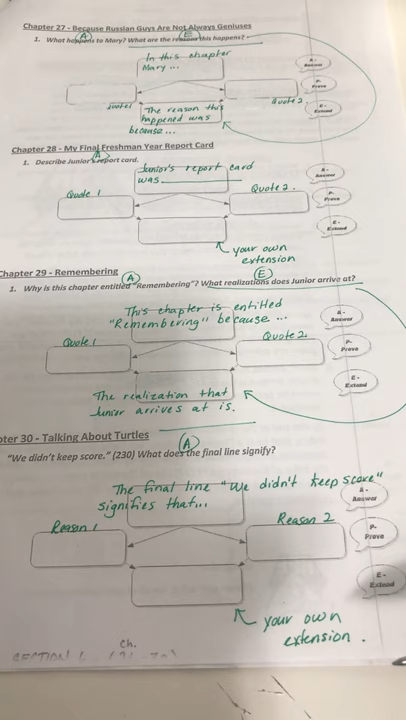 Chapter 27 - Because Russian Guys Are Not Always Geniuses
A E
1. What happens to Mary? What are the reason this happens?
In this chapter
Mary...
A -
Answer
P-
Prove
Quote 2
The reason this
happened was
because...
E -
Extend
Chapter 28 - My Final Freshman Year Report Card
A
1. Describe Junior's report card.
Junior's report card
was
A -
Answer
Quote 1
Quote 2.
P-
Prove
E -
Extend
your own
extension
Chapter 29 - Remembering
A E
1. Why is this chapter entitled "Remembering"? What realizations does Junior arrive at?
This chapter is entitled
"Remembering" because...
A -
Answer
Quote 1
Quote 2
P-
Prove
E -
Extend
The realization that
Junior arrives at is.
ter 30 - Talking About Turtles
A
"We didn't keep score." (230) What does the final line signify?
The final line "We didn't keep score"
signifies that...
A -
Answer
Reason 1
Reason 2
P-
Prove
E -
Extend
your own
extension.
Ch.